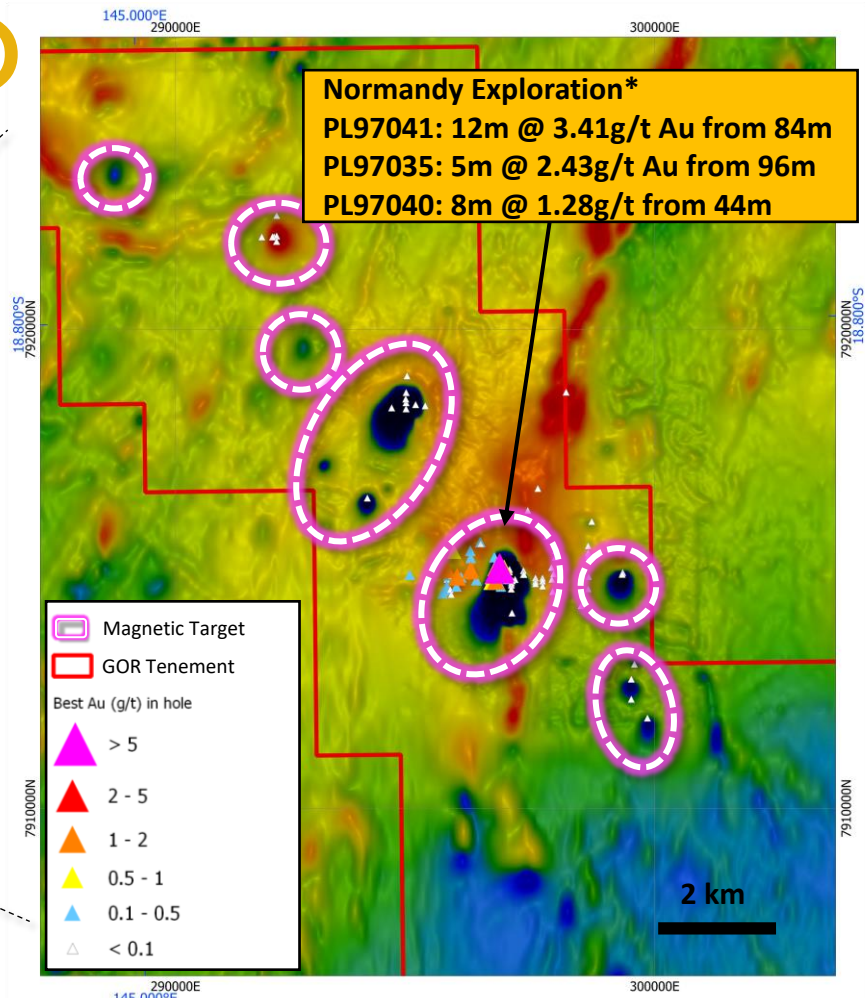 145.000°E
290000E
300000E
Normandy Exploration*
PL97041: 12m @ 3.41g/t Au from 84m
PL97035: 5m @ 2.43g/t Au from 96m
PL97040: 8m @ 1.28g/t from 44m
18.800°S
7920000N
7920000N
18.800°S
Magnetic Target
GOR Tenement
Best Au (g/t) in hole
> 5
2 - 5
1 - 2
0.5 - 1
0.1 - 0.5
< 0.1
7910000N
7910000N
2 km
290000E
300000E
145.000°E